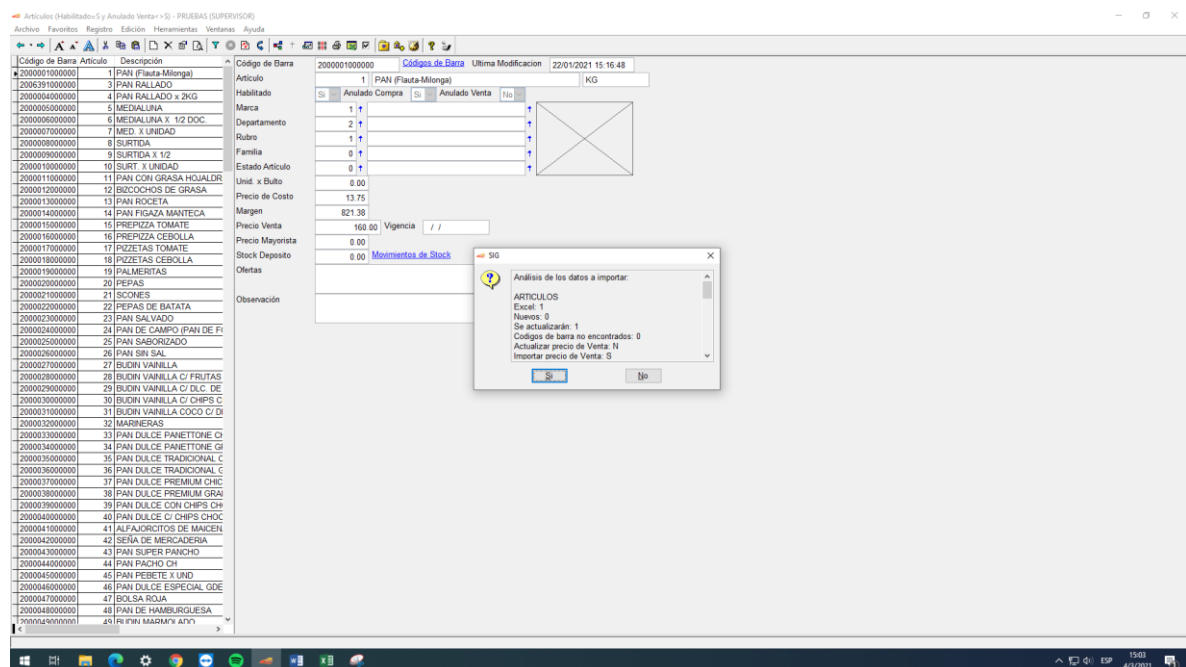 Artículos (Habilitado=S y Anulado Venta<>S) - PRUEBAS (SUPERVISOR)
Archivo Favoritos Registro Edición Herramientas Ventanas Ayuda
Código de Barra Artículo Descripción
2000001000000 1 PAN (Flauta-Milonga)
2006391000000 3 PAN RALLADO
2000004000000 4 PAN RALLADO x 2KG
2000005000000 5 MEDIALUNA
2000006000000 6 MEDIALUNA X 1/2 DOC.
2000007000000 7 MED. X UNIDAD
2000008000000 8 SURTIDA
2000009000000 9 SURTIDA X 1/2
2000010000000 10 SURT. X UNIDAD
2000011000000 11 PAN CON GRASA HOJALDR
2000012000000 12 BIZCOCHOS DE GRASA
2000013000000 13 PAN ROCETA
2000014000000 14 PAN FIGAZA MANTECA
2000015000000 15 PREPIZZA TOMATE
2000016000000 16 PREPIZZA CEBOLLA
2000017000000 17 PIZZETAS TOMATE
2000018000000 18 PIZZETAS CEBOLLA
2000019000000 19 PALMERITAS
2000020000000 20 PEPAS
2000021000000 21 SCONES
2000022000000 22 PEPAS DE BATATA
2000023000000 23 PAN SALVADO
2000024000000 24 PAN DE CAMPO (PAN DE F
2000025000000 25 PAN SABORIZADO
2000026000000 26 PAN SIN SAL
2000027000000 27 BUDIN VAINILLA
2000028000000 28 BUDIN VAINILLA C/ FRUTAS
2000029000000 29 BUDIN VAINILLA C/ DLC. DE
2000030000000 30 BUDIN VAINILLA C/ CHIPS C
2000031000000 31 BUDIN VAINILLA COCO C/ D
2000032000000 32 MARINERAS
2000033000000 33 PAN DULCE PANETTONE C
2000034000000 34 PAN DULCE PANETTONE G
2000035000000 35 PAN DULCE TRADICIONAL C
2000036000000 36 PAN DULCE TRADICIONAL G
2000037000000 37 PAN DULCE PREMIUM CHIC
2000038000000 38 PAN DULCE PREMIUM GRA
2000039000000 39 PAN DULCE CON CHIPS CH
2000040000000 40 PAN DULCE C/ CHIPS CHOC
2000041000000 41 ALFAJORCITOS DE MAICEN
2000042000000 42 SEÑA DE MERCADERIA
2000043000000 43 PAN SUPER PANCHO
2000044000000 44 PAN PACHO CH
2000045000000 45 PAN PEBETE X UND
2000046000000 46 PAN DULCE ESPECIAL GDE
2000047000000 47 BOLSA ROJA
2000048000000 48 PAN DE HAMBURGUESA
2000049000000 49 BUDIN MARMOLADO
Código de Barra 2000001000000 Códigos de Barra Ultima Modificacion 22/01/2021 15:16:48
Artículo 1 PAN (Flauta-Milonga) KG
Habilitado Si Anulado Compra Si Anulado Venta No
Marca 1
Departamento 2
Rubro 1
Familia 0
Estado Artículo 0
Unid. x Bulto 0.00
Precio de Costo 13.75
Margen 821.38
Precio Venta 160.00 Vigencia / /
Precio Mayorista 0.00
Stock Deposito 0.00 Movimientos de Stock
Ofertas
Observación
SIG
Análisis de los datos a importar:
ARTICULOS
Excel: 1
Nuevos: 0
Se actualizarán: 1
Codigos de barra no encontrados: 0
Actualizar precio de Venta: N
Importar precio de Venta: S
Si No
ESP
15:03
4/3/2021